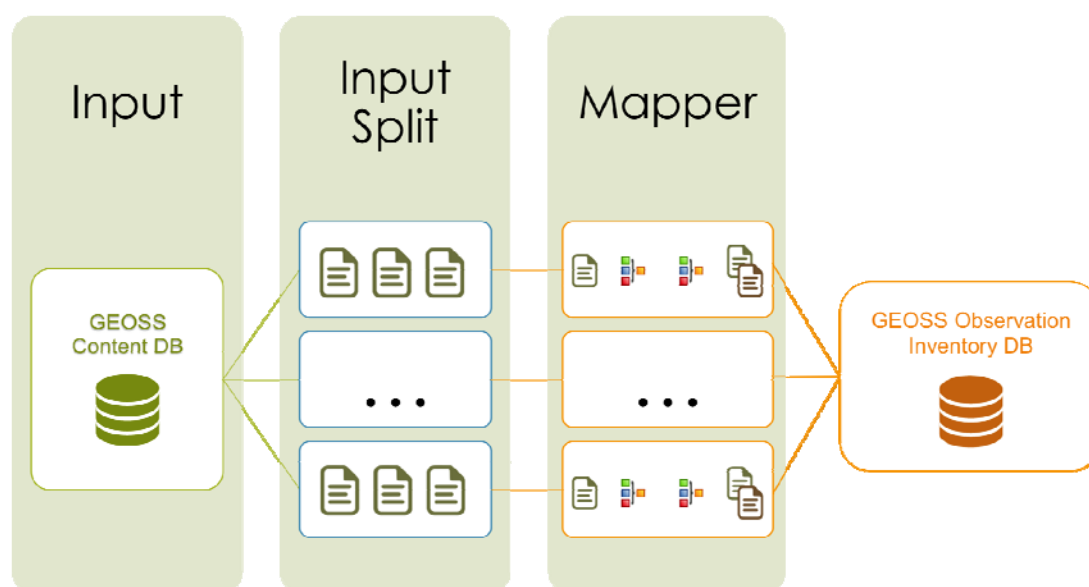 Input
Input
Split
Mapper
GEOSS
Content DB
...
...
GEOSS Observation
Inventory DB